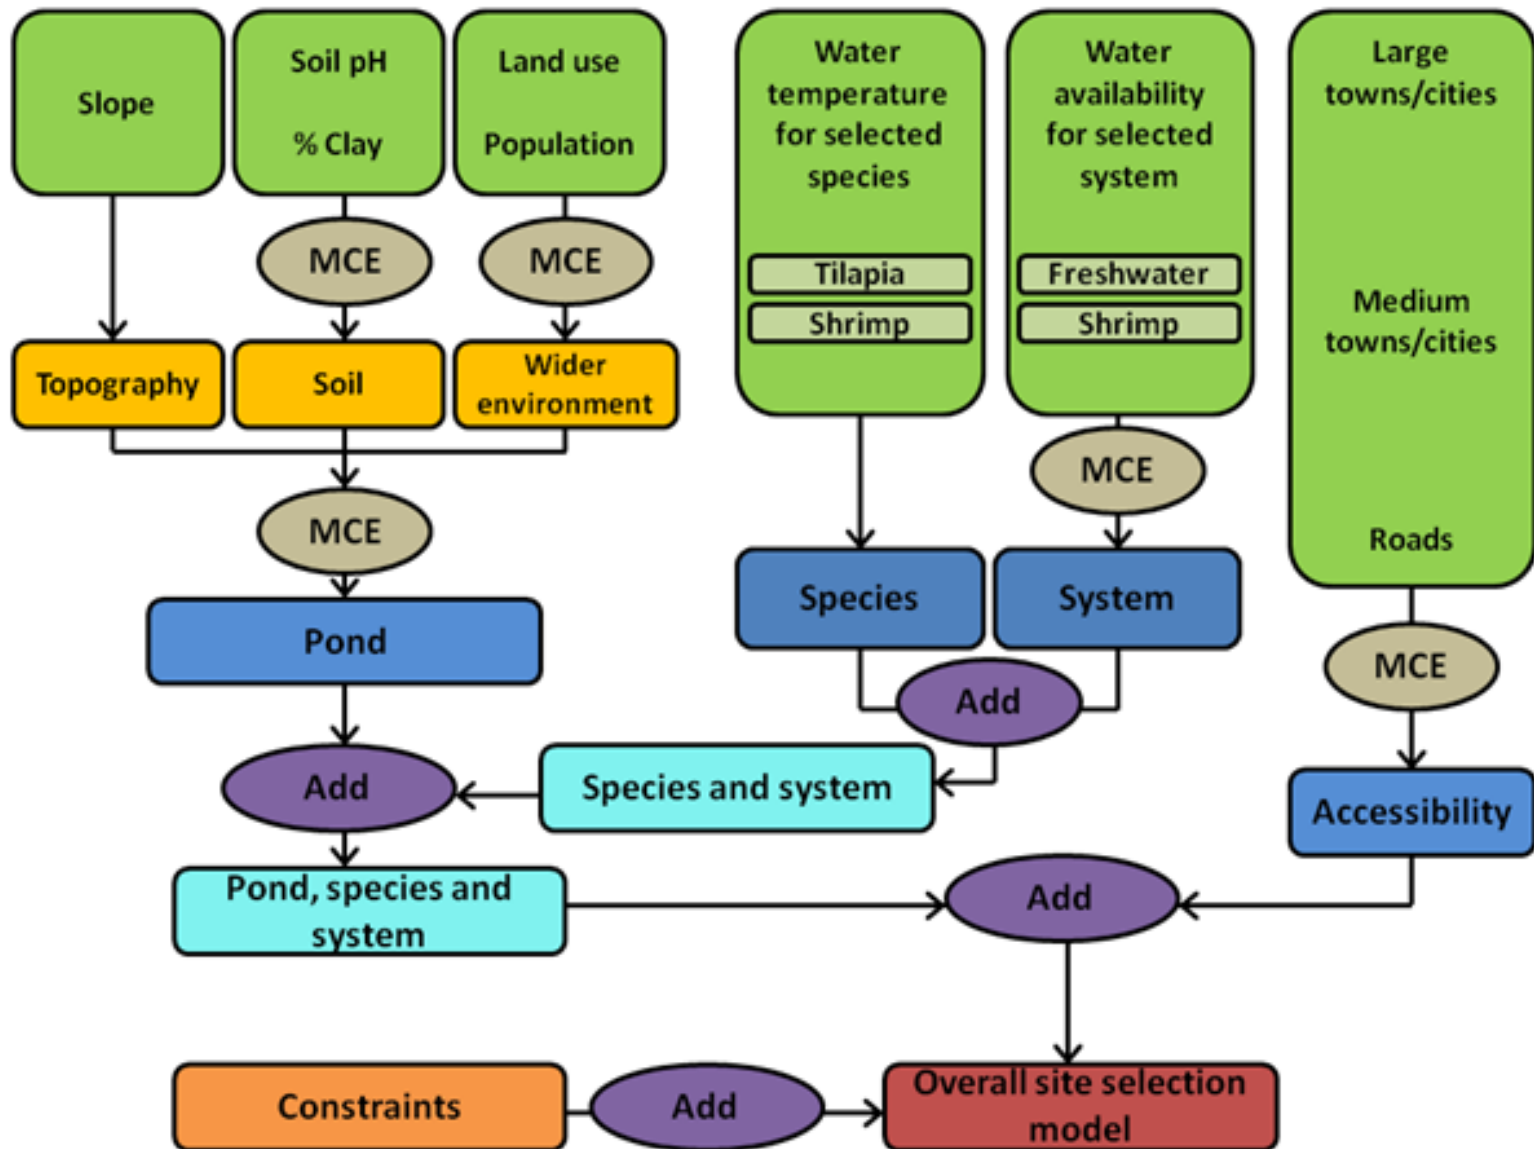 Slope
Soil pH
% Clay
Land use
Population
Water
temperature
for selected
species
Tilapia
Shrimp
Water
availability
for selected
system
Freshwater
Shrimp
Large
towns/cities
Medium
towns/cities
Roads
MCE
MCE
Topography
Soil
Wider
environment
MCE
MCE
Species
System
Pond
MCE
Add
Add
Species and system
Accessibility
Pond, species and
system
Add
Constraints
Add
Overall site selection
model